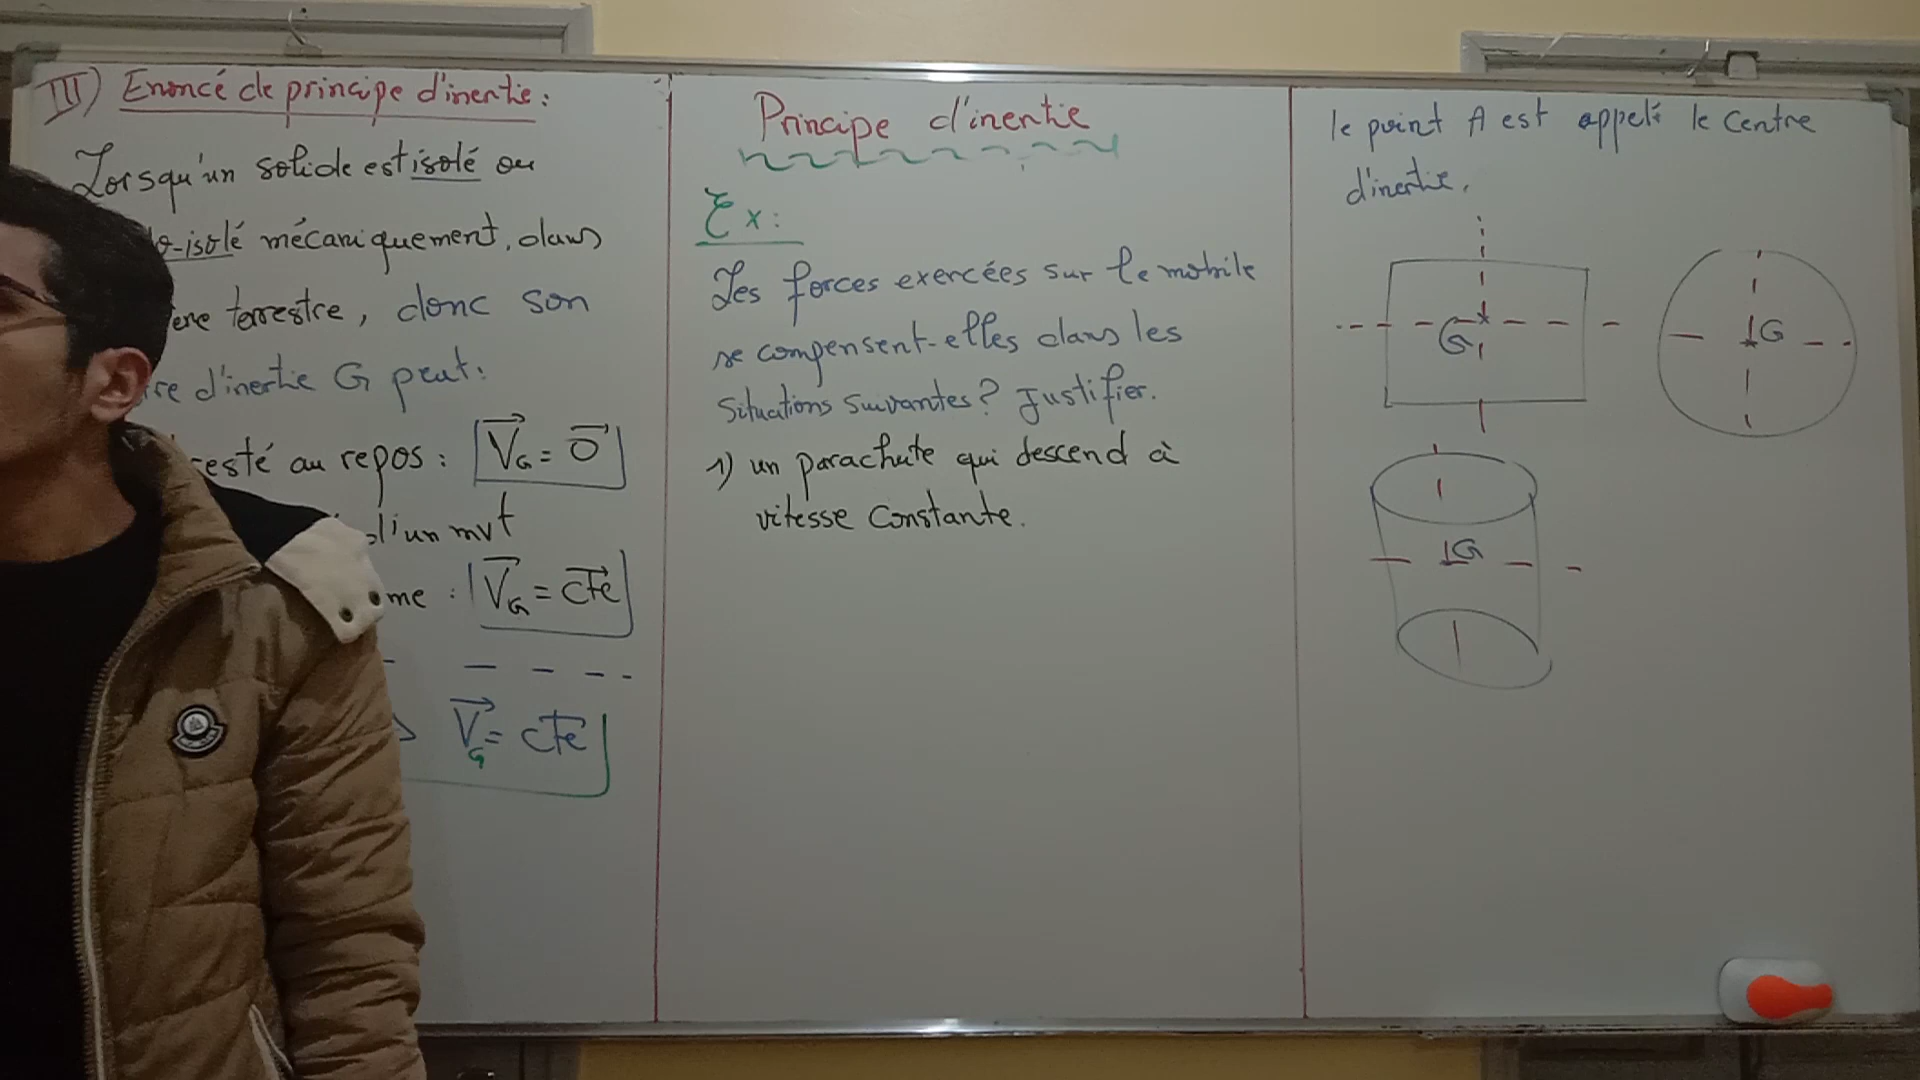 III) Enoncé de principe d'inertie:
Lorsqu'un solide est isolé ou
o-isolé mécaniquement, dans
ère terrestre, donc son
re d'inertie G peut:
resté au repos: V⃗G = 0⃗
d'un mvt
me : V⃗G = cte⃗
V⃗G = cte⃗
Principe d'inertie
Ex:
Les forces exercées sur le mobile
se compensent-elles dans les
situations suivantes? Justifier.
1) un parachute qui descend à
vitesse constante.
le point A est appelé le centre
d'inertie.
G
G
G